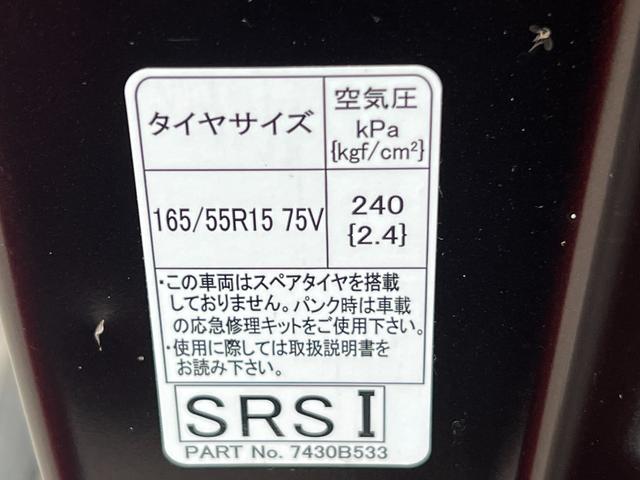 タイヤサイズ
空気圧
kPa
{kgf/cm²}
165/55R15 75V
240
{2.4}
・この車両はスペアタイヤを搭載
しておりません。パンク時は車載
の応急修理キットをご使用下さい。
・使用に際しては取扱説明書を
お読み下さい。
SRS I
PART No. 7430B533